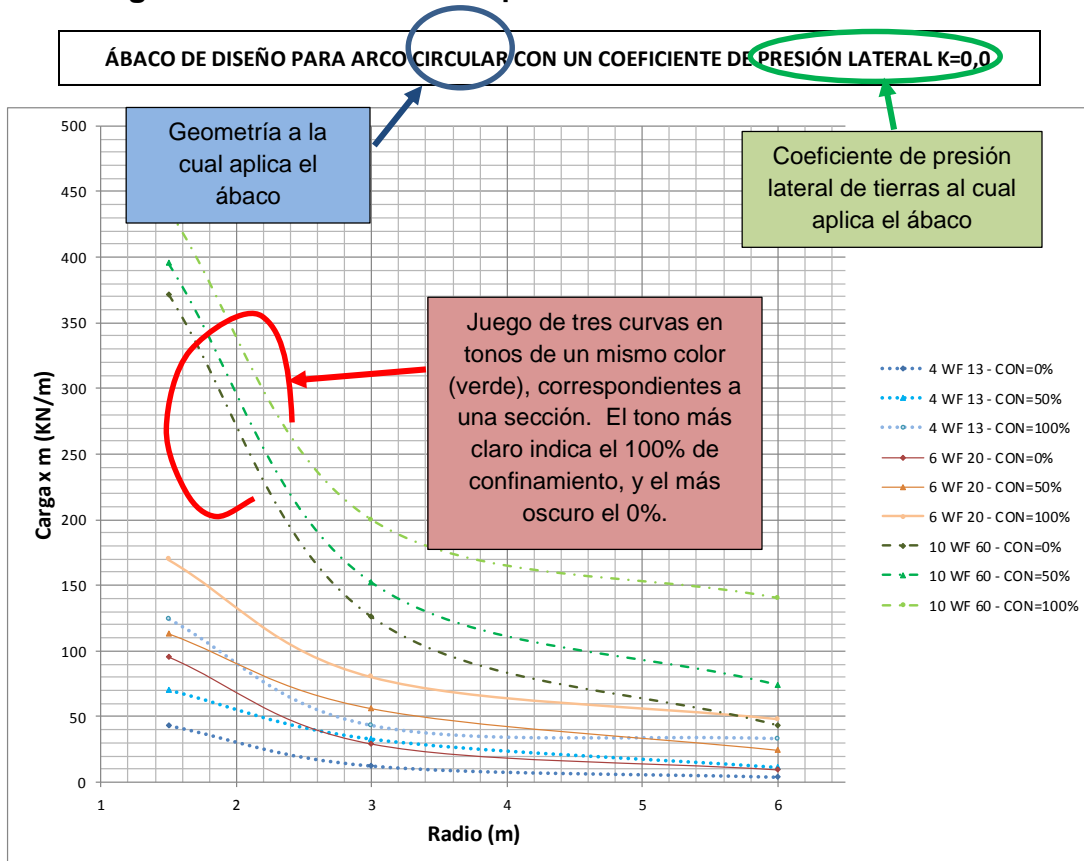 ÁBACO DE DISEÑO PARA ARCO CIRCULAR CON UN COEFICIENTE DE PRESIÓN LATERAL K=0,0
Geometría a la
cual aplica el
ábaco
Coeficiente de presión
lateral de tierras al cual
aplica el ábaco
Juego de tres curvas en
tonos de un mismo color
(verde), correspondientes a
una sección. El tono más
claro indica el 100% de
confinamiento, y el más
oscuro el 0%.
Carga x m (KN/m)
500
450
400
350
300
250
200
150
100
50
0
1 2 3 4 5 6
Radio (m)
4 WF 13 - CON=0%
4 WF 13 - CON=50%
4 WF 13 - CON=100%
6 WF 20 - CON=0%
6 WF 20 - CON=50%
6 WF 20 - CON=100%
10 WF 60 - CON=0%
10 WF 60 - CON=50%
10 WF 60 - CON=100%